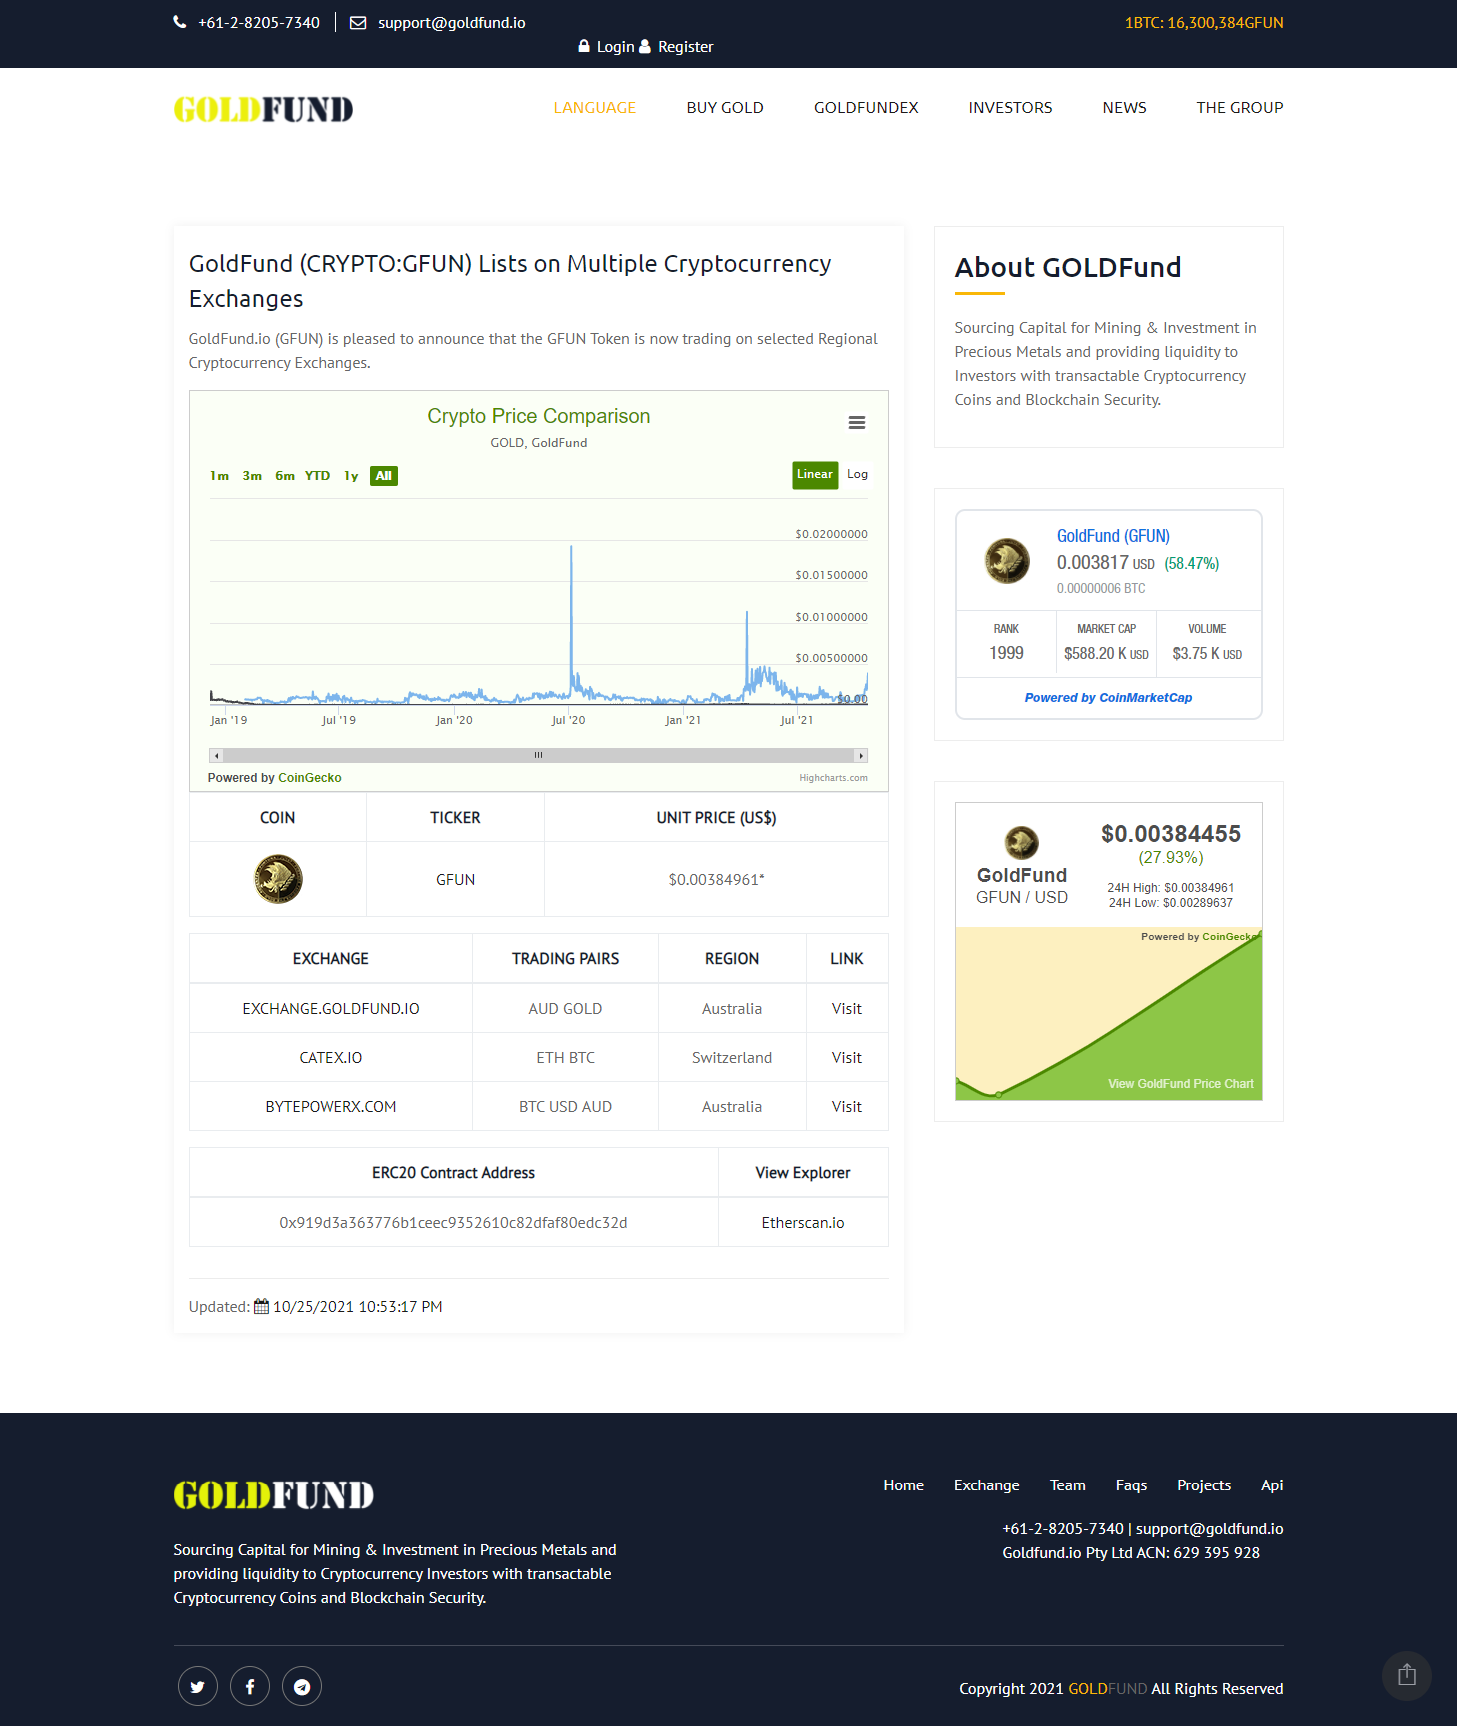 +61-2-8205-7340
support@goldfund.io
1BTC: 16,300,384GFUN
Login Register
GOLDFUND
LANGUAGE BUY GOLD GOLDFUNDEX INVESTORS NEWS THE GROUP
GoldFund (CRYPTO:GFUN) Lists on Multiple Cryptocurrency
Exchanges
GoldFund.io (GFUN) is pleased to announce that the GFUN Token is now trading on selected Regional
Cryptocurrency Exchanges.
Crypto Price Comparison
GOLD, GoldFund
1m 3m 6m YTD 1y All
Linear Log
$0.02000000
$0.01500000
$0.01000000
$0.00500000
$0.00
Jan '19 Jul '19 Jan '20 Jul '20 Jan '21 Jul '21
Powered by CoinGecko
Highcharts.com
COIN TICKER UNIT PRICE (US$)
GFUN $0.00384961*
EXCHANGE TRADING PAIRS REGION LINK
EXCHANGE.GOLDFUND.IO AUD GOLD Australia Visit
CATEX.IO ETH BTC Switzerland Visit
BYTEPOWERX.COM BTC USD AUD Australia Visit
ERC20 Contract Address View Explorer
0x919d3a363776b1ceec9352610c82dfaf80edc32d Etherscan.io
Updated: 10/25/2021 10:53:17 PM
About GOLDFund
Sourcing Capital for Mining & Investment in
Precious Metals and providing liquidity to
Investors with transactable Cryptocurrency
Coins and Blockchain Security.
GoldFund (GFUN)
0.003817 USD (58.47%)
0.00000006 BTC
RANK MARKET CAP VOLUME
1999 $588.20 K USD $3.75 K USD
Powered by CoinMarketCap
GoldFund
GFUN / USD
$0.00384455
(27.93%)
24H High: $0.00384961
24H Low: $0.00289637
Powered by CoinGecko
View GoldFund Price Chart
GOLDFUND
Sourcing Capital for Mining & Investment in Precious Metals and
providing liquidity to Cryptocurrency Investors with transactable
Cryptocurrency Coins and Blockchain Security.
Home Exchange Team Faqs Projects Api
+61-2-8205-7340 | support@goldfund.io
Goldfund.io Pty Ltd ACN: 629 395 928
Copyright 2021 GOLDFUND All Rights Reserved